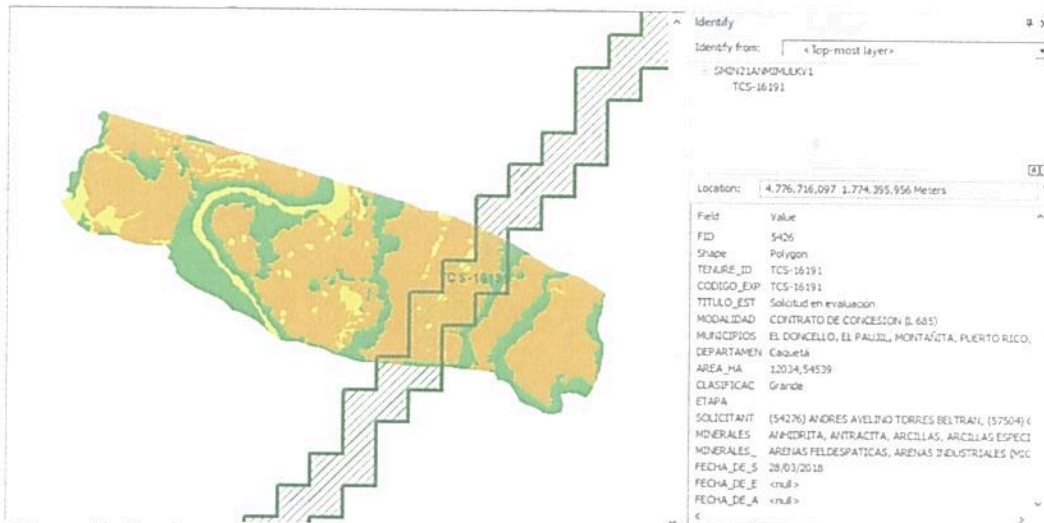 Identify
Identify from: <Top-most layer>
SMIN21ANMIMULKV1
TCS-16191
Location: 4.776.716,097 1.774.395,956 Meters
Field Value
FID 5426
Shape Polygon
TENURE_ID TCS-16191
CODIGO_EXP TCS-16191
TITULO_EST Solicitud en evaluación
MODALIDAD CONTRATO DE CONCESION (L 685)
MUNICIPIOS EL DONCELLO, EL PAUJIL, MONTAÑITA, PUERTO RICO,
DEPARTAMEN Caquetá
AREA_HA 12034,54539
CLASIFICAC Grande
ETAPA
SOLICITANT (54276) ANDRES AVELINO TORRES BELTRAN, (57504)
MINERALES ANHIDRITA, ANTRACITA, ARCILLAS, ARCILLAS ESPECI
MINERALES_ ARENAS FELDESPATICAS, ARENAS INDUSTRIALES (MIC
FECHA_DE_S 28/03/2018
FECHA_DE_E <null>
FECHA_DE_A <null>
TCS-16191